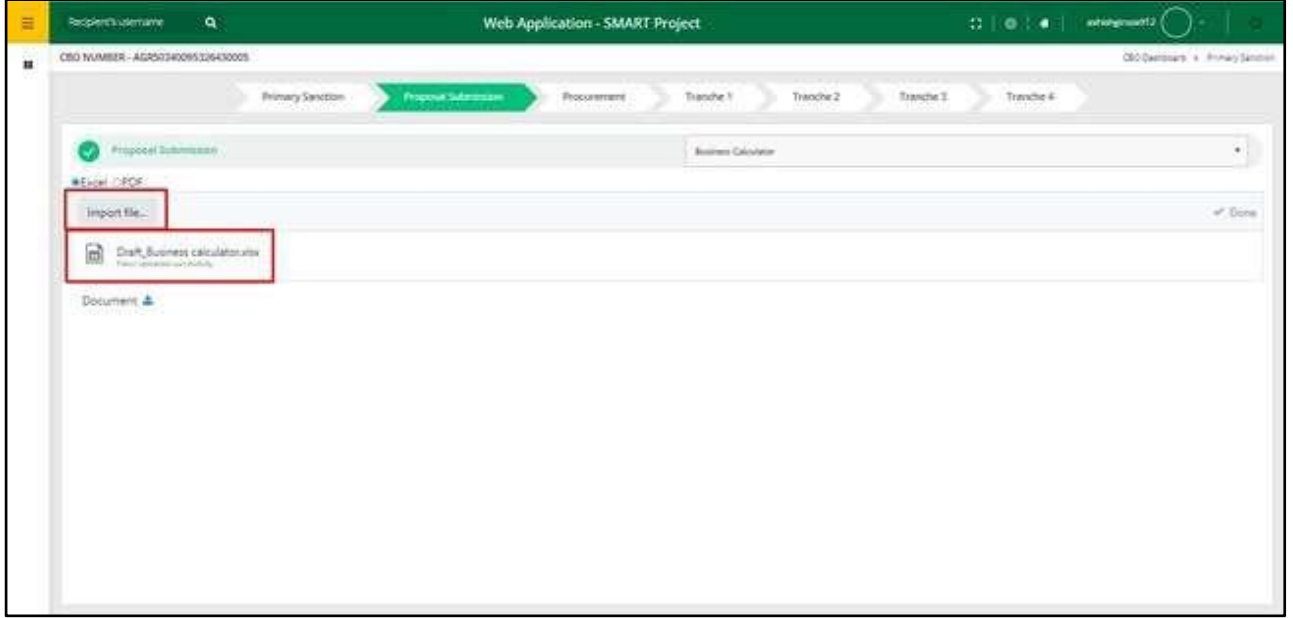 Recipient's username
Web Application - SMART Project
CBO NUMBER - AGR50340095326430005
CBO Dashboard
Primary Sanction
Primary Sanction
Proposal Submission
Procurement
Tranche 1
Tranche 2
Tranche 3
Tranche 4
Proposal Submission
Business Calculator
Excel PDF
Import file...
Done
Draft_Business calculator.xlsx
Document